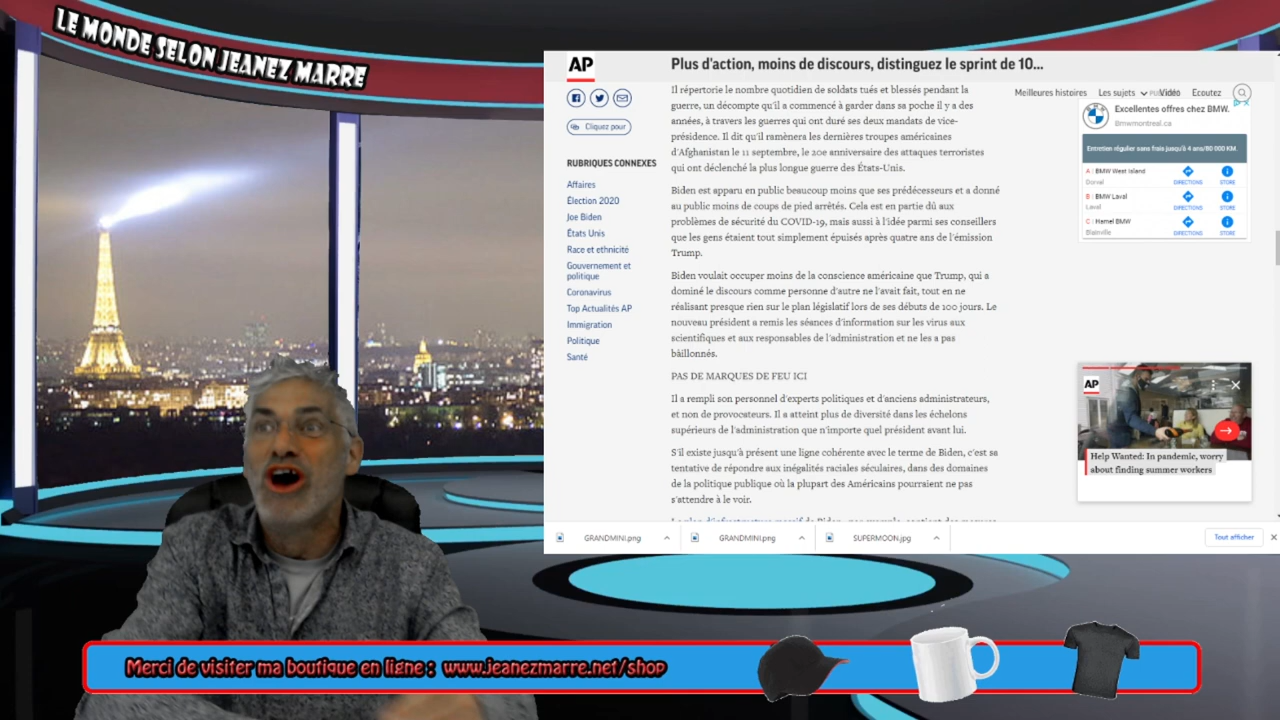 LE MONDE SELON JEANEZ MARRE
AP
Plus d'action, moins de discours, distinguez le sprint de 10...
Meilleures histoires Les sujets Vidéo Ecoutez
Cliquez pour
RUBRIQUES CONNEXES
Affaires
Élection 2020
Joe Biden
États Unis
Race et ethnicité
Gouvernement et
politique
Coronavirus
Top Actualités AP
Immigration
Politique
Santé
Il répertorie le nombre quotidien de soldats tués et blessés pendant la
guerre, un décompte qu'il a commencé à garder dans sa poche il y a des
années, à travers les guerres qui ont duré ses deux mandats de vice-
présidence. Il dit qu'il ramènera les dernières troupes américaines
d'Afghanistan le 11 septembre, le 20e anniversaire des attaques terroristes
qui ont déclenché la plus longue guerre des États-Unis.
Biden est apparu en public beaucoup moins que ses prédécesseurs et a donné
au public moins de coups de pied arrêtés. Cela est en partie dû aux
problèmes de sécurité du COVID-19, mais aussi à l'idée parmi ses conseillers
que les gens étaient tout simplement épuisés après quatre ans de l'émission
Trump.
Biden voulait occuper moins de la conscience américaine que Trump, qui a
dominé le discours comme personne d'autre ne l'avait fait, tout en ne
réalisant presque rien sur le plan législatif lors de ses débuts de 100 jours. Le
nouveau président a remis les séances d'information sur les virus aux
scientifiques et aux responsables de l'administration et ne les a pas
bâillonnés.
PAS DE MARQUES DE FEU ICI
Il a rempli son personnel d'experts politiques et d'anciens administrateurs,
et non de provocateurs. Il a atteint plus de diversité dans les échelons
supérieurs de l'administration que n'importe quel président avant lui.
S'il existe jusqu'à présent une ligne cohérente avec le terme de Biden, c'est sa
tentative de répondre aux inégalités raciales séculaires, dans des domaines
de la politique publique où la plupart des Américains pourraient ne pas
s'attendre à le voir.
Excellentes offres chez BMW.
Bmwmontreal.ca
Entretien régulier sans frais jusqu'à 4 ans/80 000 KM.
A BMW West Island
Dorval
DIRECTIONS STORE
B BMW Laval
Laval
DIRECTIONS STORE
C Hamel BMW
Blainville
DIRECTIONS STORE
AP
Help Wanted: In pandemic, worry
about finding summer workers
GRANDMINI.png GRANDMINI.png SUPERMOON.jpg Tout afficher
Merci de visiter ma boutique en ligne : www.jeanezmarre.net/shop